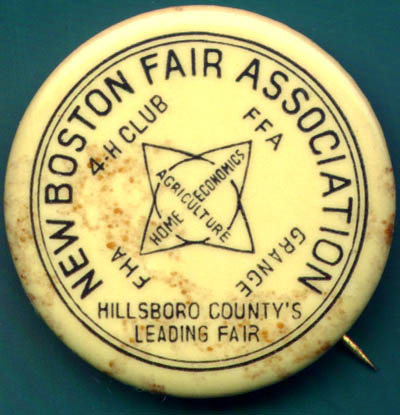 NEW BOSTON FAIR ASSOCIATION
4-H CLUB
FFA
HOME ECONOMICS
AGRICULTURE
FHA
GRANGE
HILLSBORO COUNTY'S
LEADING FAIR